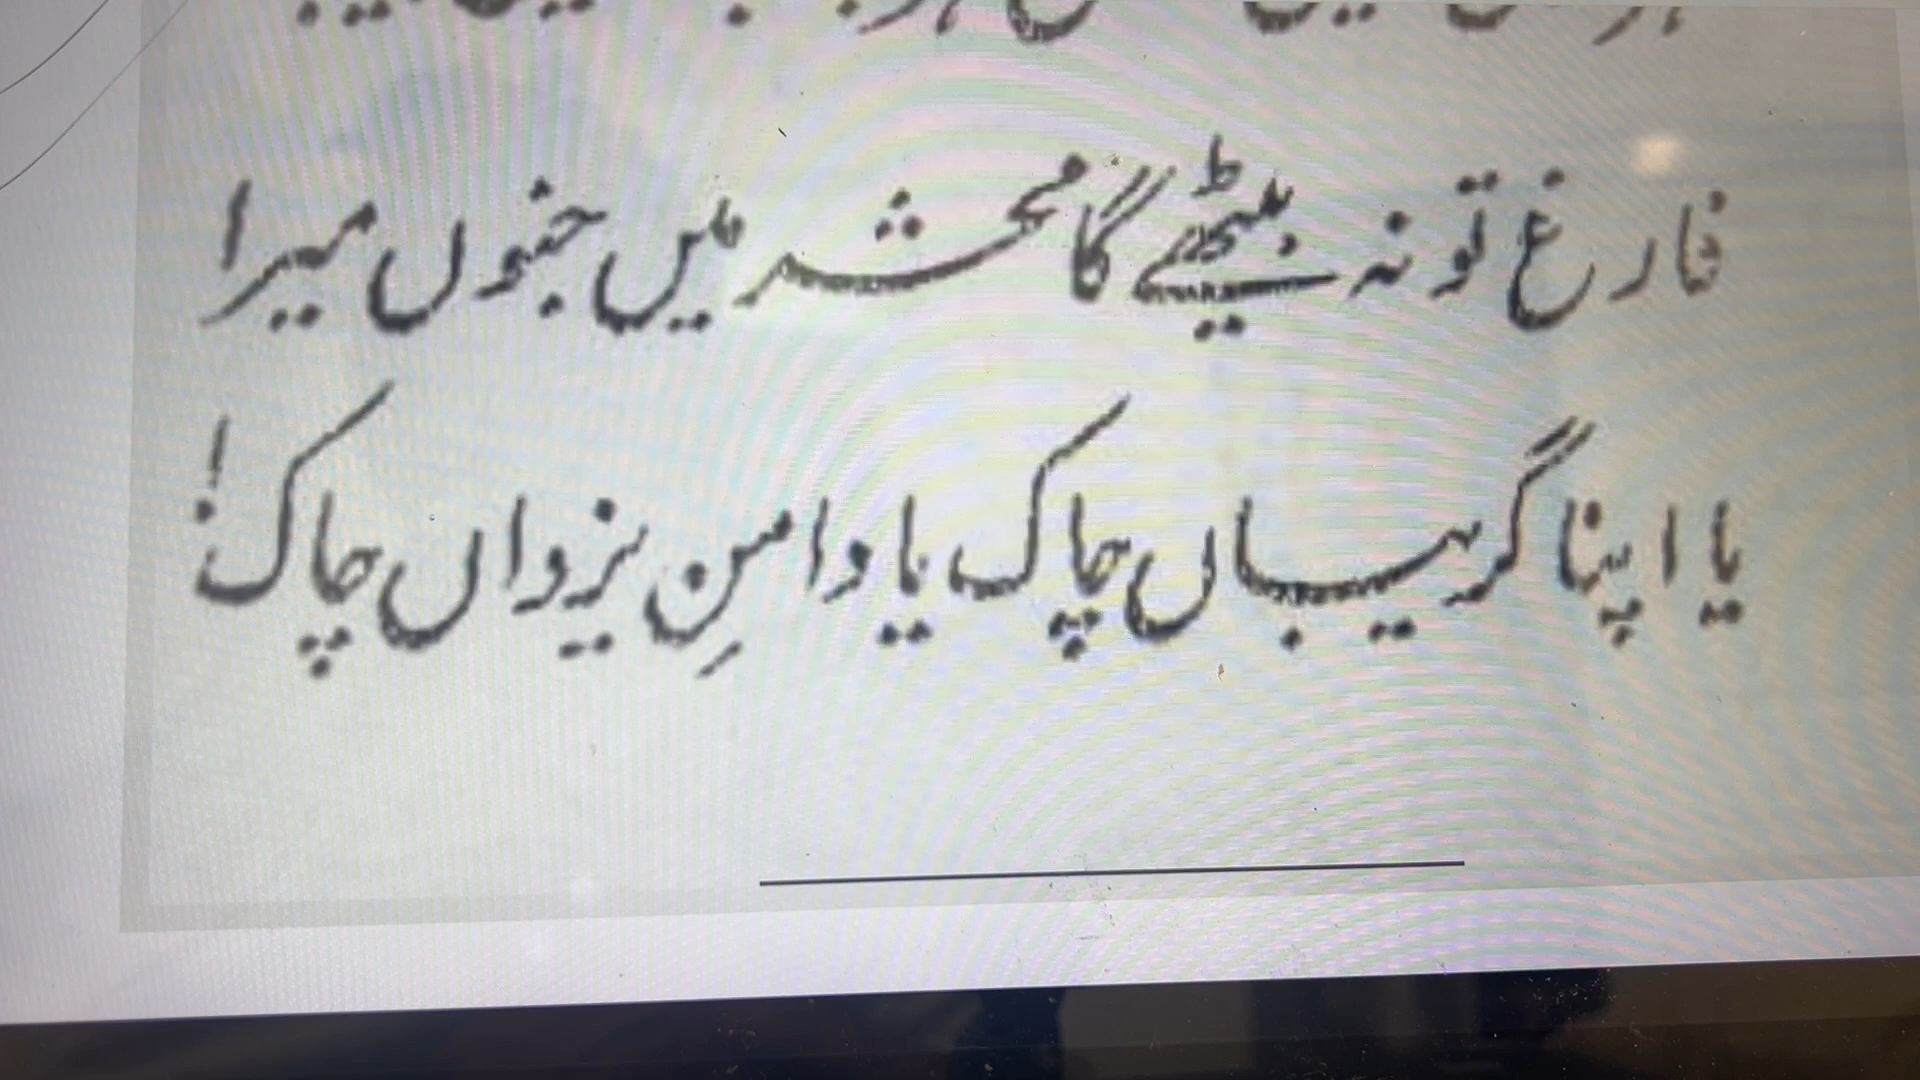 فارغ تو نہ بیٹھے گا محشر میں جنوں میرا
یا اپنا گریباں چاک یا دامنِ یزداں چاک!